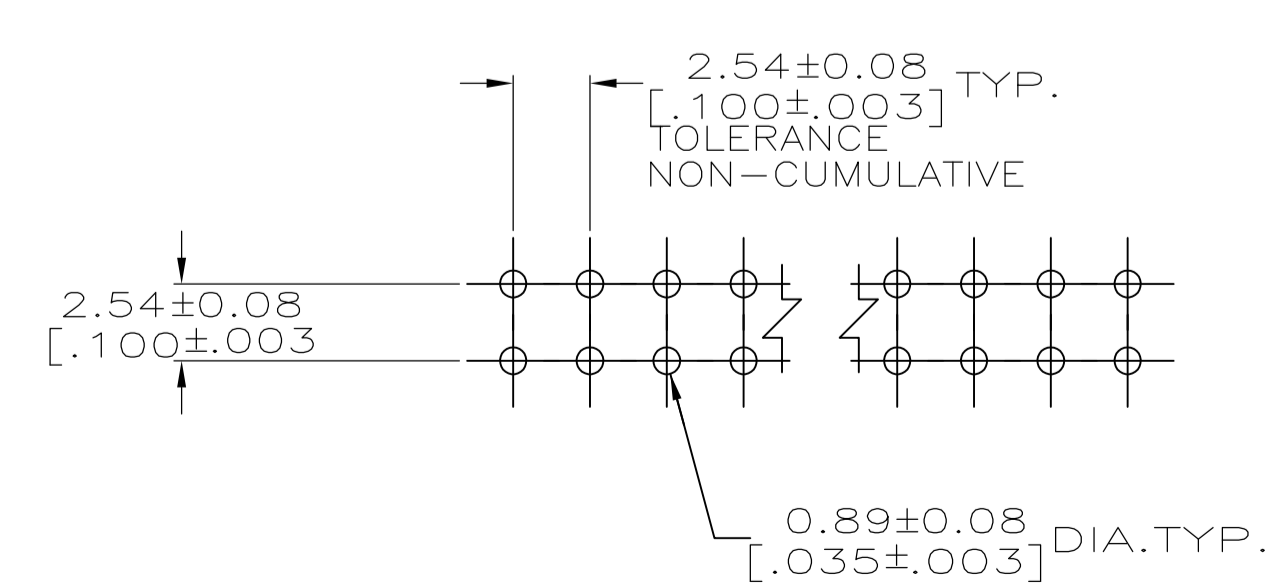 2.54±0.08
[.100±.003] TYP.
TOLERANCE
NON-CUMULATIVE
2.54±0.08
[.100±.003
0.89±0.08
[.035±.003] DIA.TYP.